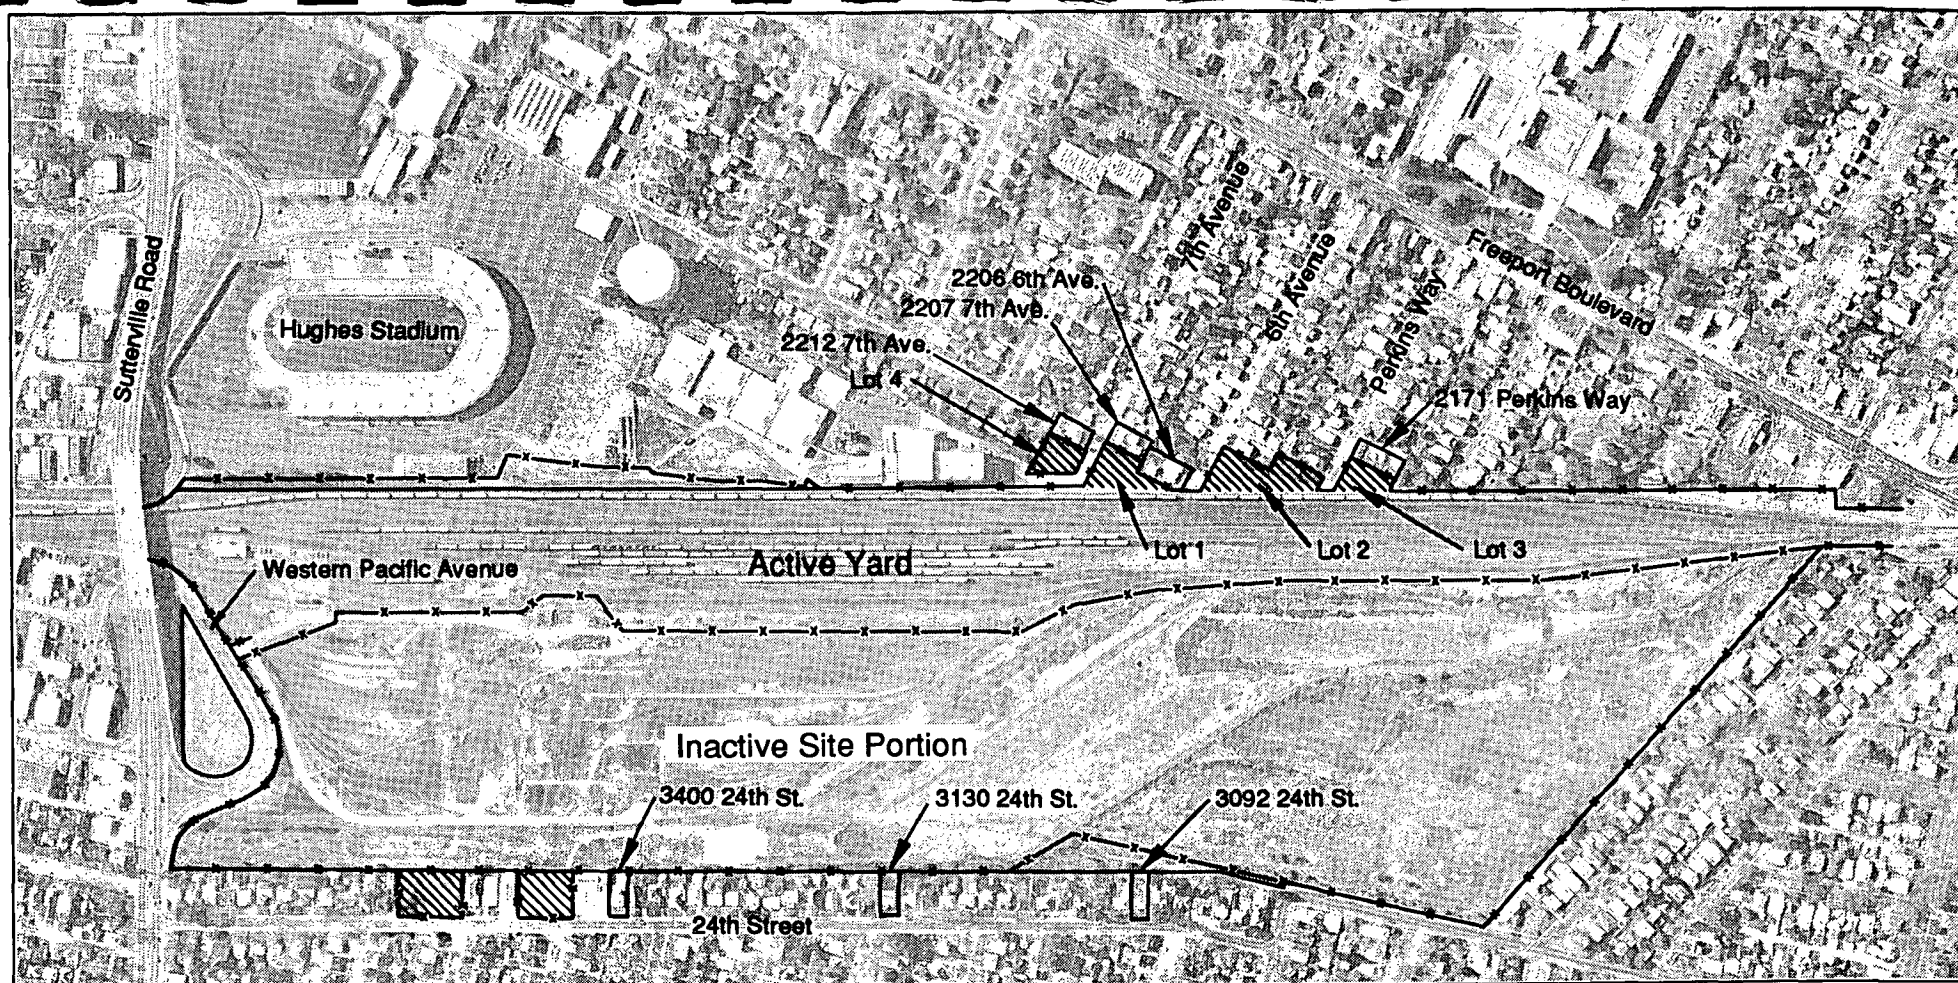 7th Avenue
6th Avenue
Freeport Boulevard
Perkins Way
Sutterville Road
Hughes Stadium
2206 6th Ave.
2207 7th Ave.
2212 7th Ave.
Lot 4
2171 Perkins Way
Lot 1
Lot 2
Lot 3
Active Yard
Western Pacific Avenue
Inactive Site Portion
3400 24th St.
3130 24th St.
3092 24th St.
24th Street